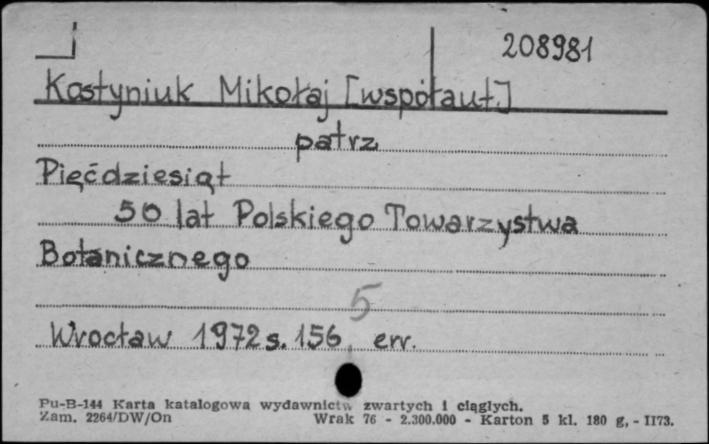 208981
Kostyniuk Mikołaj [współaut.]
patrz
Pięćdziesiąt
50 lat Polskiego Towarzystwa
Botanicznego
5
Wrocław 1972 s. 156, err.
Pu-B-144 Karta katalogowa wydawnictw zwartych i ciągłych.
Zam. 2264/DW/On Wrak 76 - 2.300.000 - Karton 5 kl. 180 g, - II73.